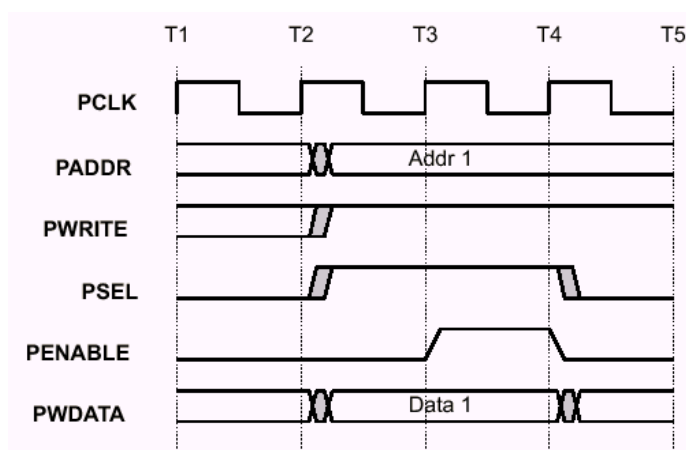 T1 T2 T3 T4 T5
PCLK
PADDR Addr 1
PWRITE
PSEL
PENABLE
PWDATA Data 1